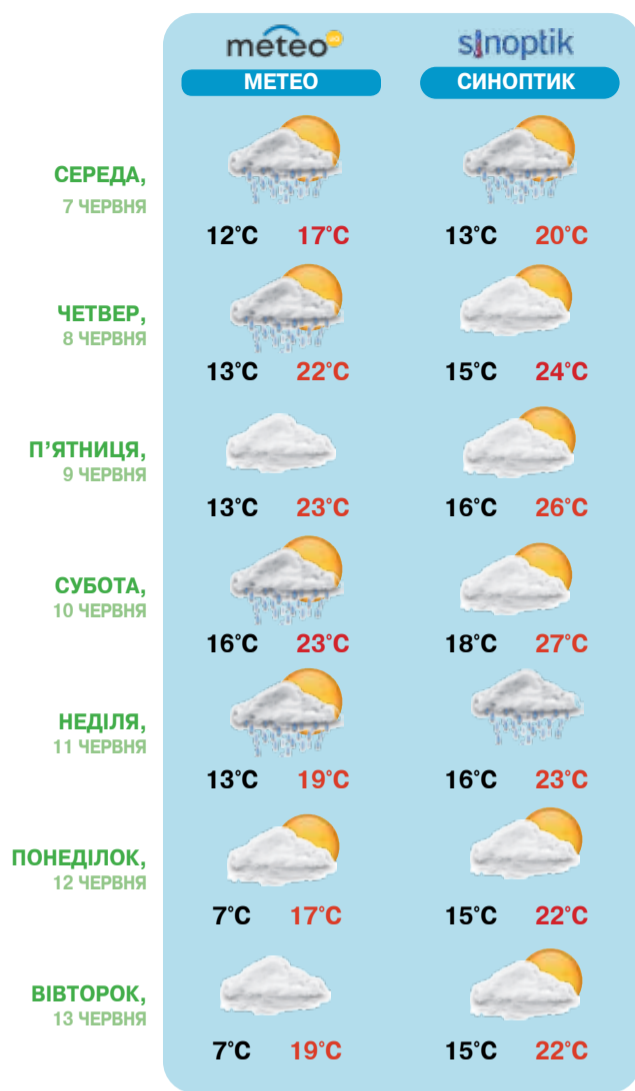 meteo
sinoptik
МЕТЕО
СИНОПТИК
СЕРЕДА,
7 ЧЕРВНЯ
12°C 17°C 13°C 20°C
ЧЕТВЕР,
8 ЧЕРВНЯ
13°C 22°C 15°C 24°C
П’ЯТНИЦЯ,
9 ЧЕРВНЯ
13°C 23°C 16°C 26°C
СУБОТА,
10 ЧЕРВНЯ
16°C 23°C 18°C 27°C
НЕДІЛЯ,
11 ЧЕРВНЯ
13°C 19°C 16°C 23°C
ПОНЕДІЛОК,
12 ЧЕРВНЯ
7°C 17°C 15°C 22°C
ВІВТОРОК,
13 ЧЕРВНЯ
7°C 19°C 15°C 22°C